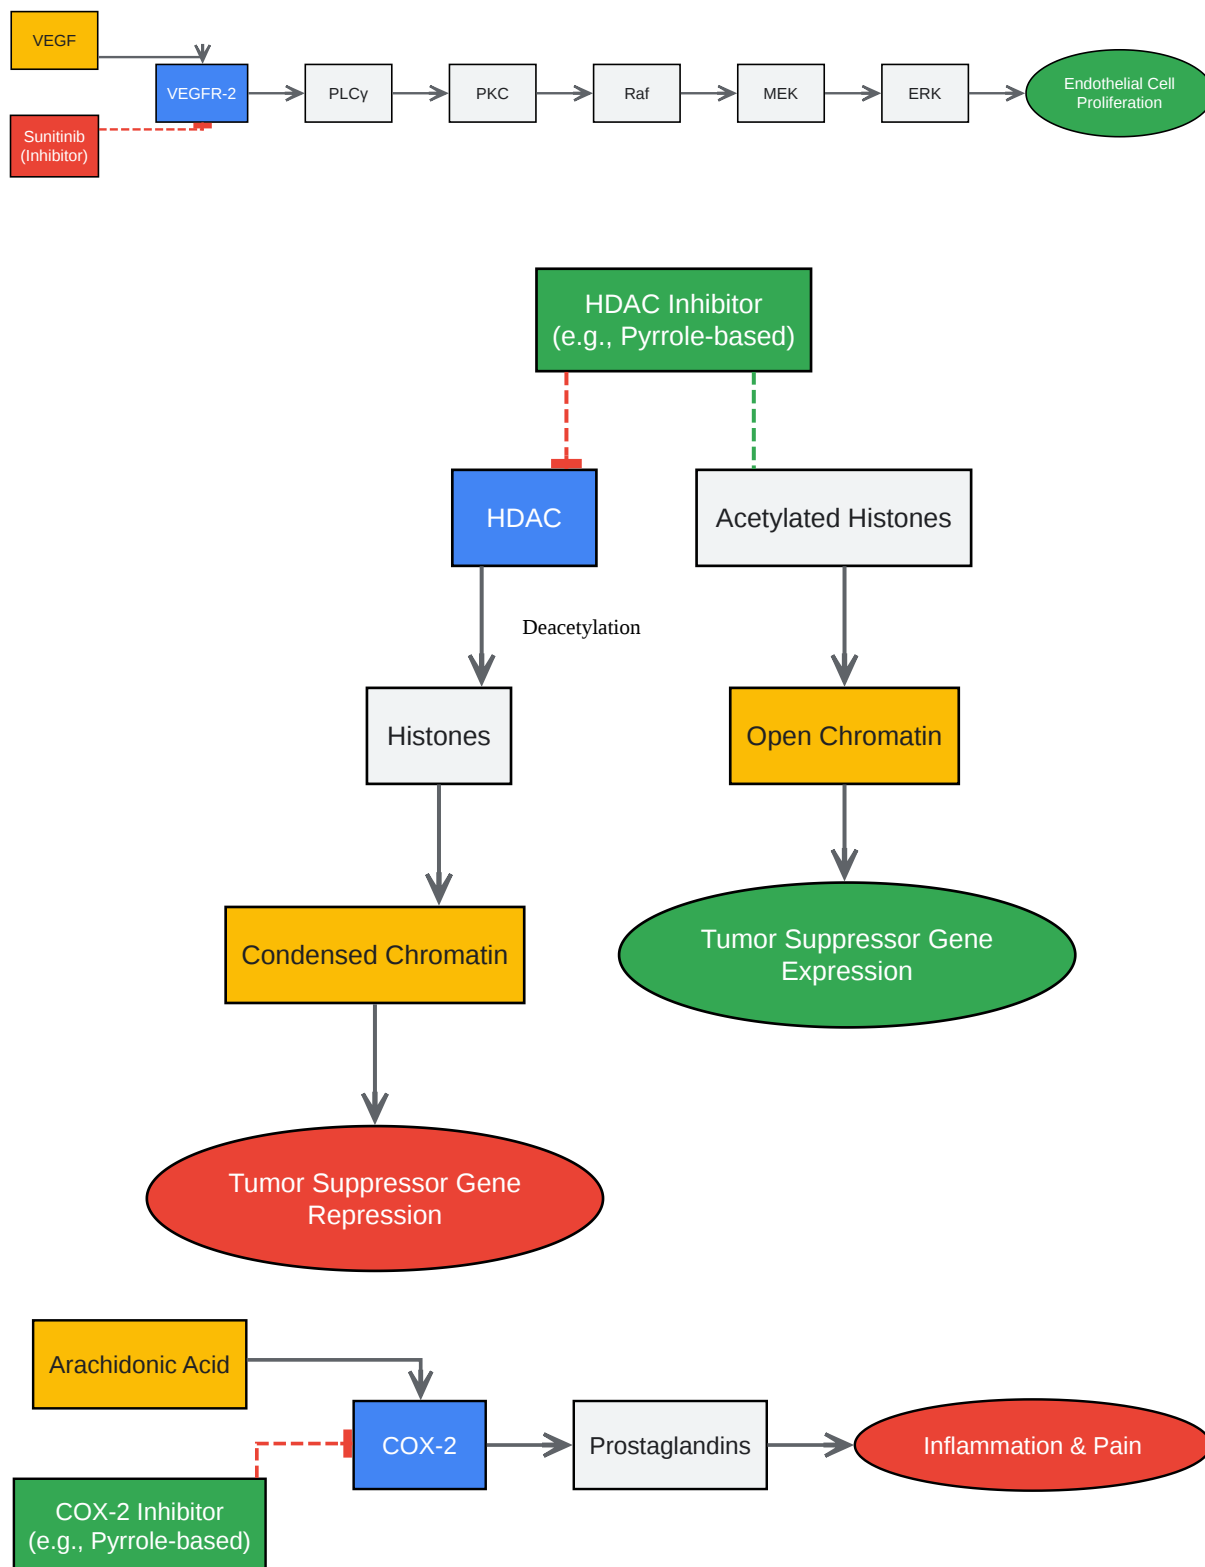 VEGF
VEGFR-2
PLCγ
PKC
Raf
MEK
ERK
Endothelial Cell
Proliferation
Sunitinib
(Inhibitor)
HDAC Inhibitor
(e.g., Pyrrole-based)
HDAC
Acetylated Histones
Deacetylation
Histones
Open Chromatin
Condensed Chromatin
Tumor Suppressor Gene
Expression
Tumor Suppressor Gene
Repression
Arachidonic Acid
COX-2
Prostaglandins
Inflammation & Pain
COX-2 Inhibitor
(e.g., Pyrrole-based)